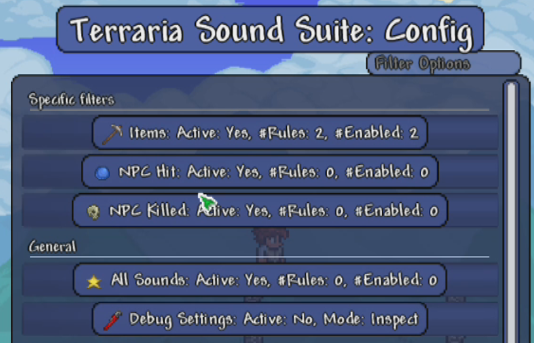 Terraria Sound Suite: Config
Filter Options
Specific filters
Items: Active: Yes, #Rules: 2, #Enabled: 2
NPC Hit: Active: Yes, #Rules: 0, #Enabled: 0
NPC Killed: Active: Yes, #Rules: 0, #Enabled: 0
General
All Sounds: Active: Yes, #Rules: 0, #Enabled: 0
Debug Settings: Active: No, Mode: Inspect